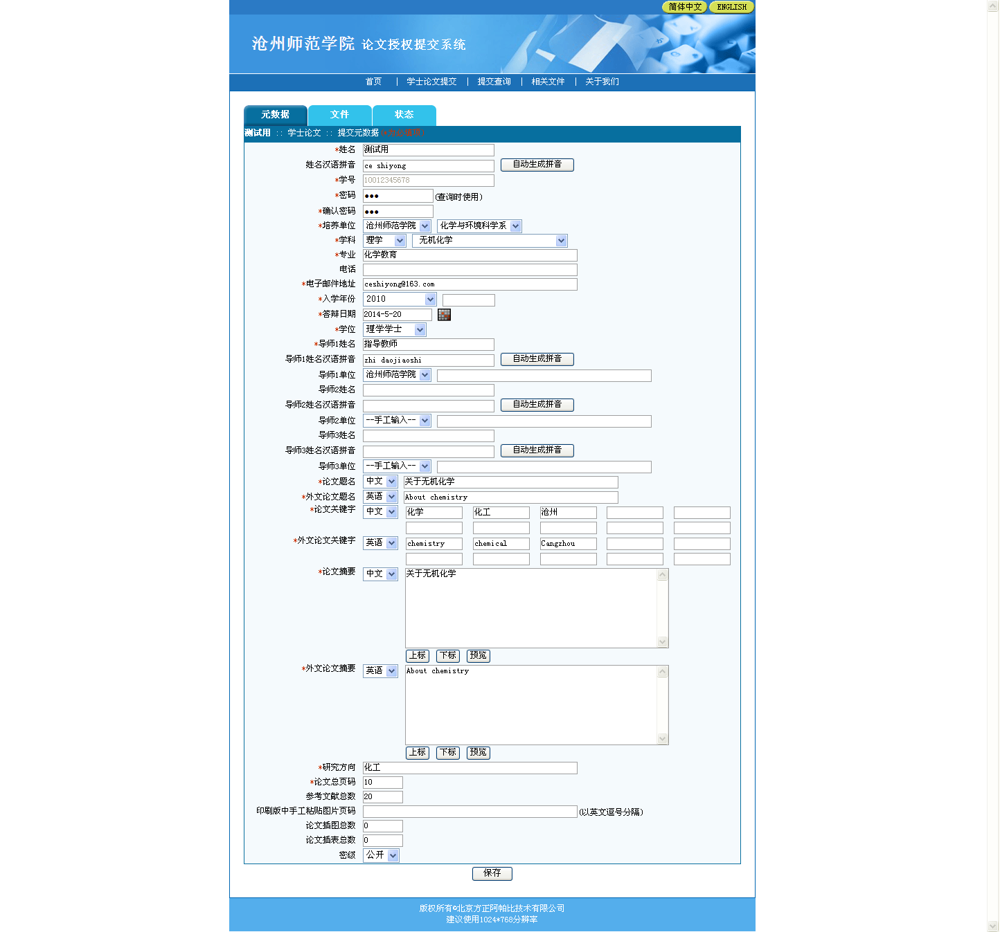 简体中文 ENGLISH
沧州师范学院 论文授权提交系统
首页 | 学士论文提交 | 提交查询 | 相关文件 | 关于我们
元数据 文件 状态
测试用 :: 学士论文 :: 提交元数据
*姓名 测试用
姓名汉语拼音 ce shiyong 自动生成拼音
*学号 10012345678
*密码 ●●● (查询时使用)
*确认密码 ●●●
*培养单位 沧州师范学院 化学与环境科学系
*学科 理学 无机化学
*专业 化学教育
电话
*电子邮件地址 ceshiyong@163.com
*入学年份 2010
*答辩日期 2014-5-20
*学位 理学学士
*导师1姓名 指导教师
导师1姓名汉语拼音 zhi daojiaoshi 自动生成拼音
导师1单位 沧州师范学院
导师2姓名
导师2姓名汉语拼音 自动生成拼音
导师2单位 --手工输入--
导师3姓名
导师3姓名汉语拼音 自动生成拼音
导师3单位 --手工输入--
*论文题名 中文 关于无机化学
*外文论文题名 英语 About chemistry
*论文关键字 中文 化学 化工 沧州
*外文论文关键字 英语 chemistry chemical Cangzhou
*论文摘要 中文 关于无机化学
上标 下标 预览
*外文论文摘要 英语 About chemistry
上标 下标 预览
*研究方向 化工
*论文总页码 10
参考文献总数 20
印刷版中手工粘贴图片页码 (以英文逗号分隔)
论文插图总数 0
论文插表总数 0
密级 公开
保存
版权所有©北京方正阿帕比技术有限公司
建议使用1024*768分辨率